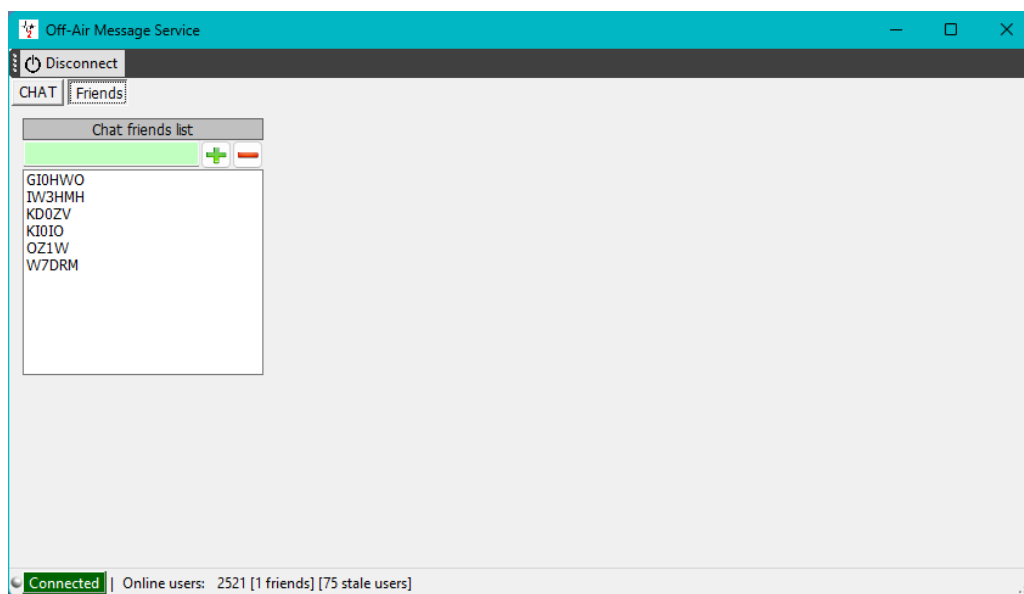 Off-Air Message Service
Disconnect
CHAT Friends
Chat friends list
GI0HWO
IW3HMH
KD0ZV
KI0IO
OZ1W
W7DRM
Connected | Online users: 2521 [1 friends] [75 stale users]